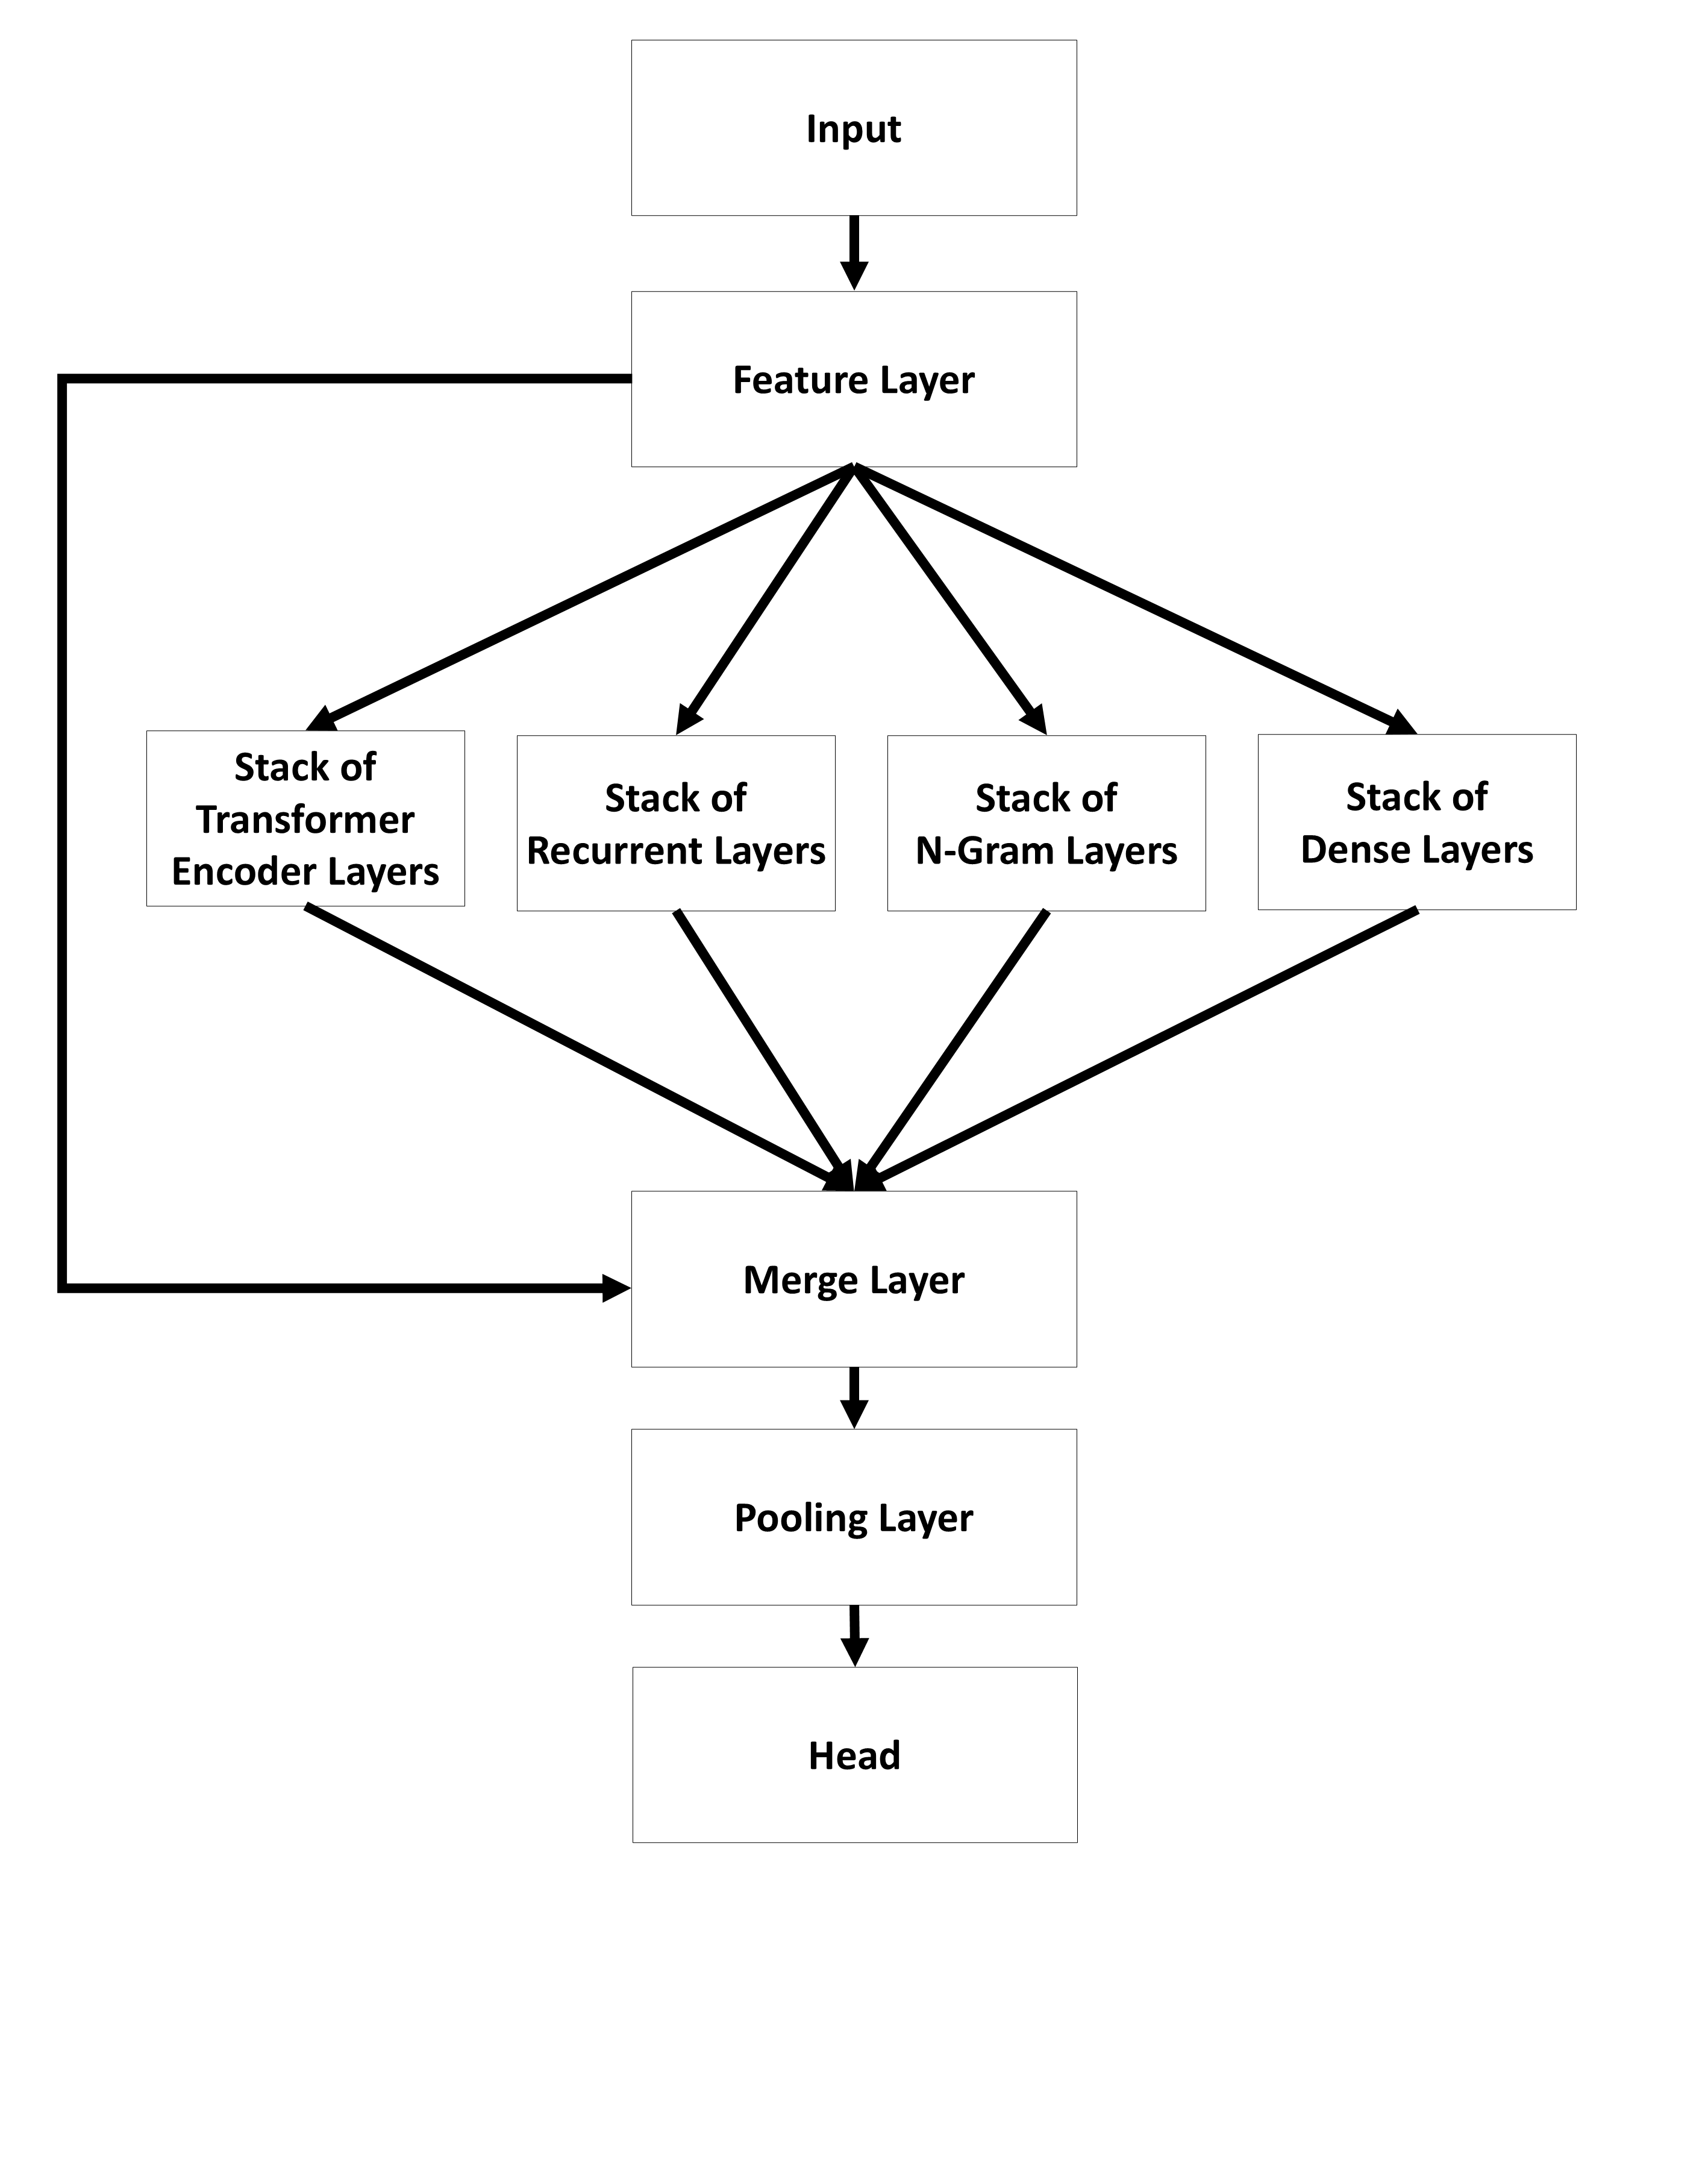 Input
Feature Layer
Stack of
Transformer
Encoder Layers
Stack of
Recurrent Layers
Stack of
N-Gram Layers
Stack of
Dense Layers
Merge Layer
Pooling Layer
Head